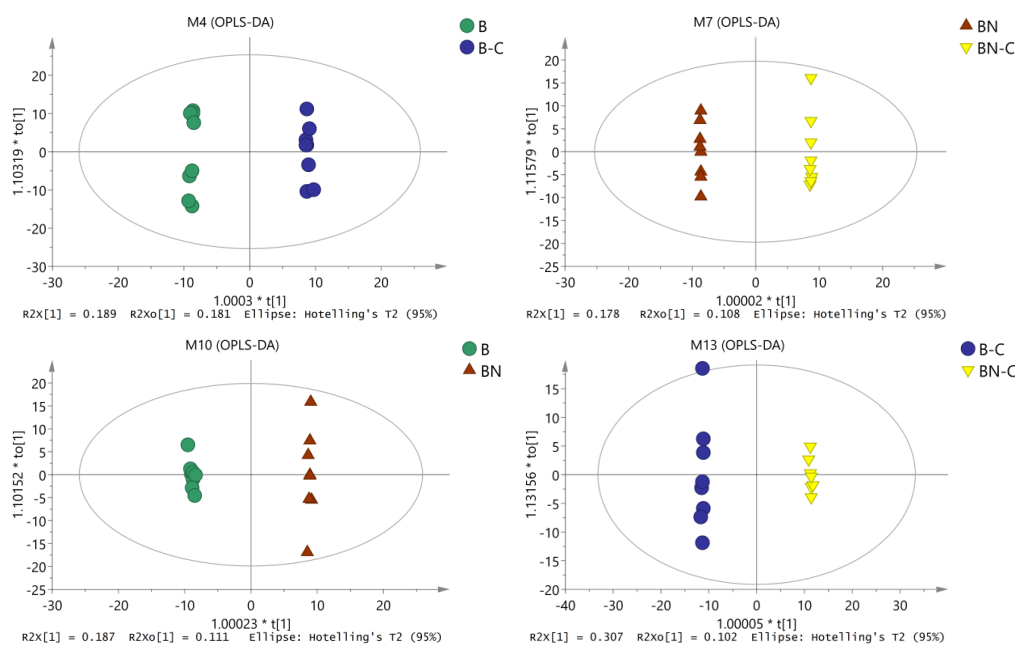 M4 (OPLS-DA)
B
B-C
20
10
0
-10
-20
-30
-30
-20
-10
0
10
20
1.10319 * to[1]
1.0003 * t[1]
R2X[1] = 0.189 R2Xo[1] = 0.181 Ellipse: Hotelling's T2 (95%)
M7 (OPLS-DA)
BN
BN-C
20
15
10
5
0
-5
-10
-15
-20
-25
-30
-20
-10
0
10
20
1.11579 * to[1]
1.00002 * t[1]
R2X[1] = 0.178 R2Xo[1] = 0.108 Ellipse: Hotelling's T2 (95%)
M10 (OPLS-DA)
B
BN
20
15
10
5
0
-5
-10
-15
-20
-25
-30
-20
-10
0
10
20
1.10152 * to[1]
1.00023 * t[1]
R2X[1] = 0.187 R2Xo[1] = 0.111 Ellipse: Hotelling's T2 (95%)
M13 (OPLS-DA)
B-C
BN-C
15
10
5
0
-5
-10
-15
-20
-40
-30
-20
-10
0
10
20
30
1.13156 * to[1]
1.00005 * t[1]
R2X[1] = 0.307 R2Xo[1] = 0.102 Ellipse: Hotelling's T2 (95%)